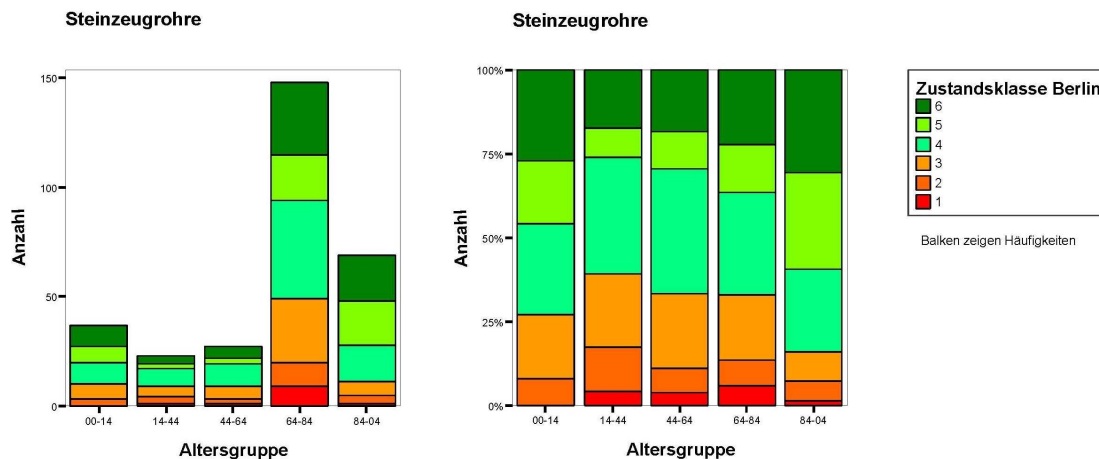 Steinzeugrohre
150
100
50
0
Anzahl
00-14 14-44 44-64 64-84 84-04
Altersgruppe
Steinzeugrohre
100%
75%
50%
25%
0%
Anzahl
00-14 14-44 44-64 64-84 84-04
Altersgruppe
Zustandsklasse Berlin
6
5
4
3
2
1
Balken zeigen Häufigkeiten